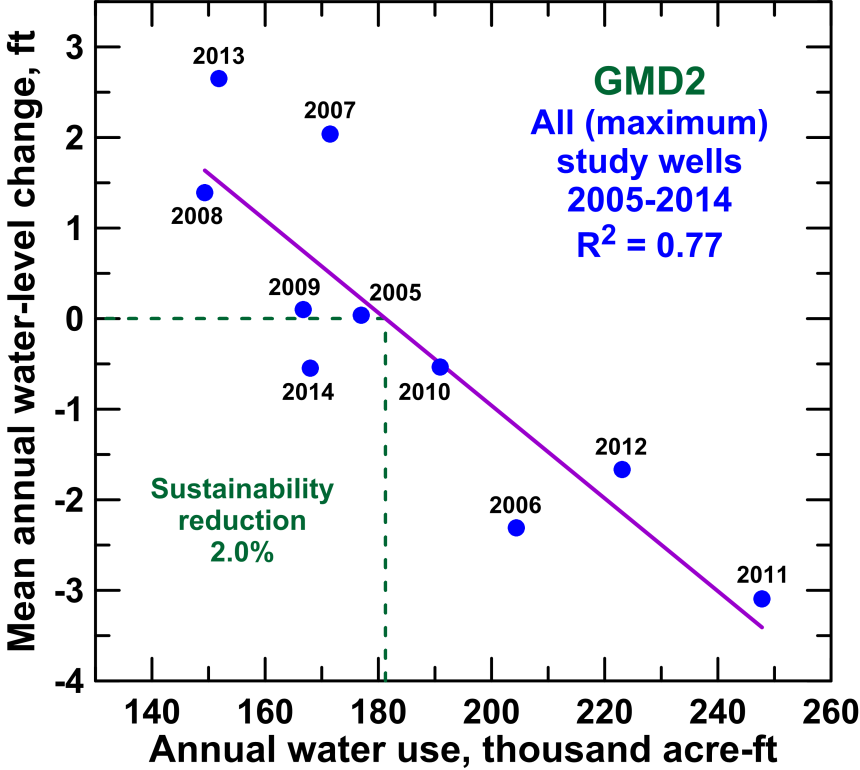 Mean annual water-level change, ft
3
2
1
0
-1
-2
-3
-4
GMD2
All (maximum)
study wells
2005-2014
R² = 0.77
2013
2007
2008
2009
2005
2014
2010
2012
2006
2011
Sustainability
reduction
2.0%
140 160 180 200 220 240 260
Annual water use, thousand acre-ft